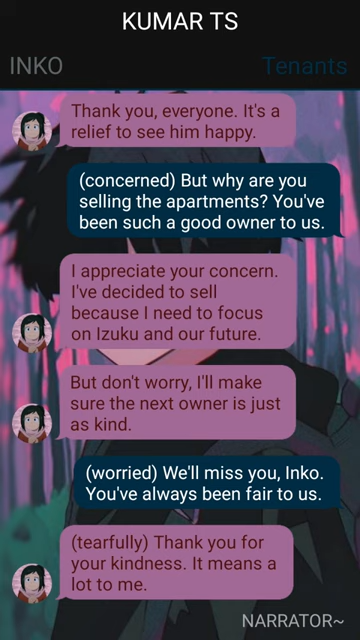 KUMAR TS
INKO
Tenants
Thank you, everyone. It's a
relief to see him happy.
(concerned) But why are you
selling the apartments? You've
been such a good owner to us.
I appreciate your concern.
I've decided to sell
because I need to focus
on Izuku and our future.
But don't worry, I'll make
sure the next owner is just
as kind.
(worried) We'll miss you, Inko.
You've always been fair to us.
(tearfully) Thank you for
your kindness. It means a
lot to me.
NARRATOR~